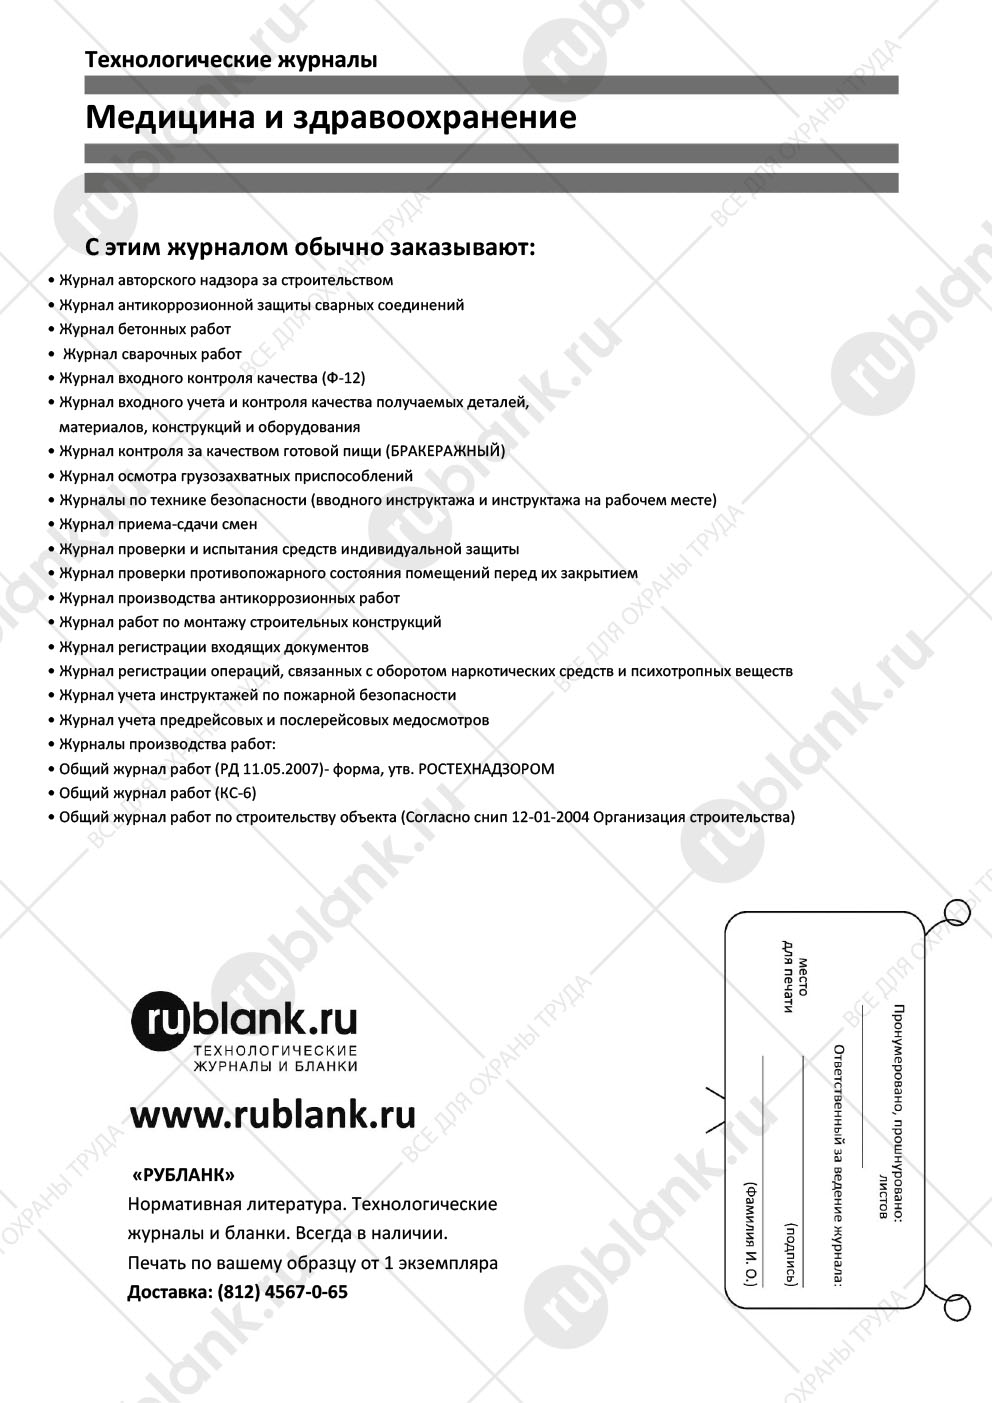 Технологические журналы
Медицина и здравоохранение
С этим журналом обычно заказывают:
• Журнал авторского надзора за строительством
• Журнал антикоррозионной защиты сварных соединений
• Журнал бетонных работ
• Журнал сварочных работ
• Журнал входного контроля качества (Ф-12)
• Журнал входного учета и контроля качества получаемых деталей,
материалов, конструкций и оборудования
• Журнал контроля за качеством готовой пищи (БРАКЕРАЖНЫЙ)
• Журнал осмотра грузозахватных приспособлений
• Журналы по технике безопасности (вводного инструктажа и инструктажа на рабочем месте)
• Журнал приема-сдачи смен
• Журнал проверки и испытания средств индивидуальной защиты
• Журнал проверки противопожарного состояния помещений перед их закрытием
• Журнал производства антикоррозионных работ
• Журнал работ по монтажу строительных конструкций
• Журнал регистрации входящих документов
• Журнал регистрации операций, связанных с оборотом наркотических средств и психотропных веществ
• Журнал учета инструктажей по пожарной безопасности
• Журнал учета предрейсовых и послерейсовых медосмотров
• Журналы производства работ:
• Общий журнал работ (РД 11.05.2007)- форма, утв. РОСТЕХНАДЗОРОМ
• Общий журнал работ (КС-6)
• Общий журнал работ по строительству объекта (Согласно снип 12-01-2004 Организация строительства)
rublank.ru
ТЕХНОЛОГИЧЕСКИЕ
ЖУРНАЛЫ И БЛАНКИ
www.rublank.ru
«РУБЛАНК»
Нормативная литература. Технологические
журналы и бланки. Всегда в наличии.
Печать по вашему образцу от 1 экземпляра
Доставка: (812) 4567-0-65
Пронумеровано, прошнуровано:
листов
Ответственный за ведение журнала:
место
для печати
(подпись)
(Фамилия И. О.)
rublank.ru
ВСЕ ДЛЯ ОХРАНЫ ТРУДА